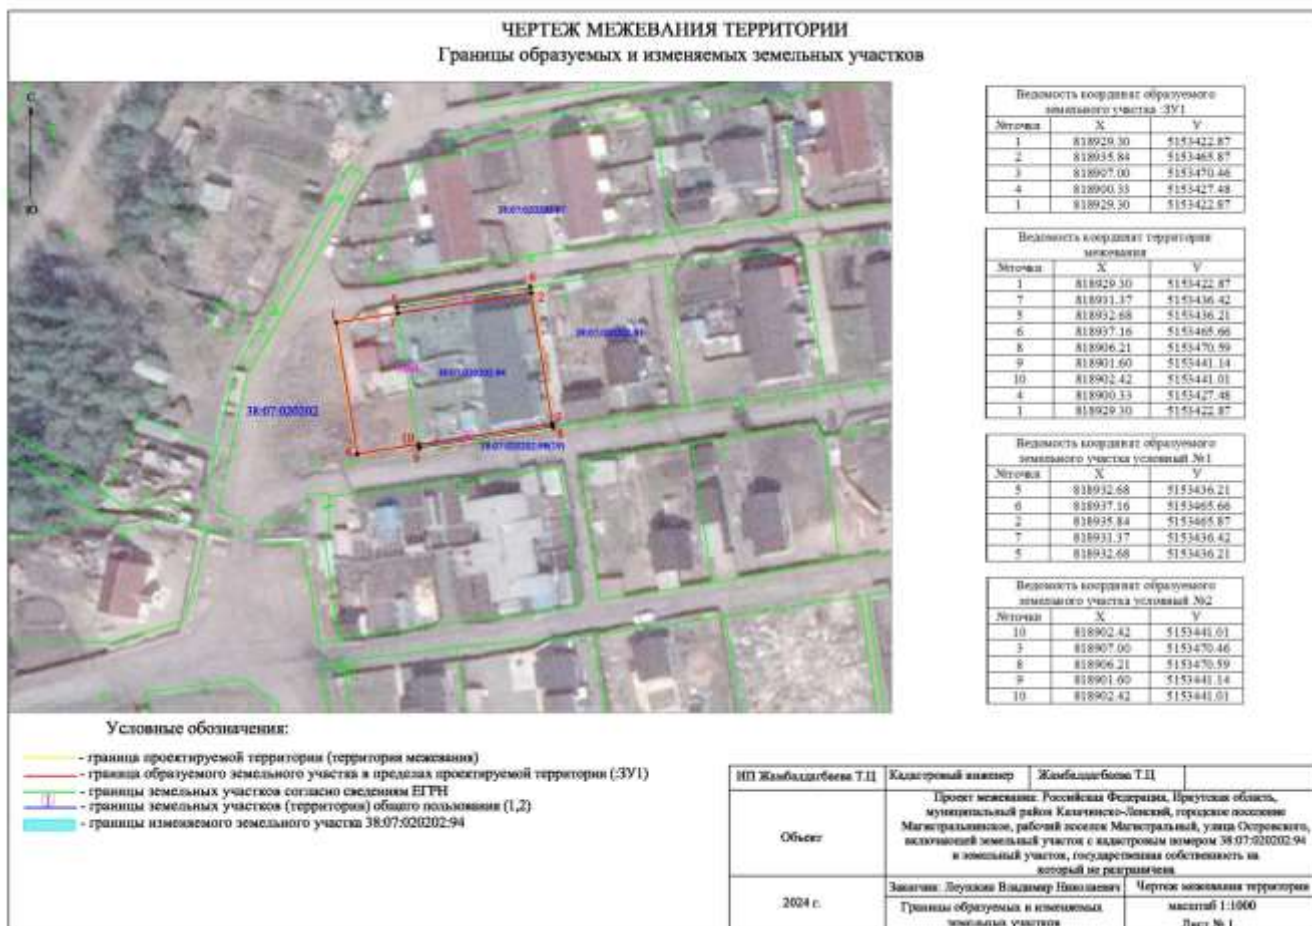 ЧЕРТЕЖ МЕЖЕВАНИЯ ТЕРРИТОРИИ
Границы образуемых и изменяемых земельных участков
С
Ю
38:07:020202:94
38:07:020202
1
2
4
10
Ведомость координат образуемого
земельного участка :ЗУ1
№точки X Y
1 818929.30 5153422.87
2 818935.84 5153465.87
3 818907.00 5153470.46
4 818900.33 5153427.48
1 818929.30 5153422.87
Ведомость координат территории
межевания
№точки X Y
1 818929.30 5153422.87
7 818931.37 5153436.42
5 818932.68 5153436.21
6 818937.16 5153465.66
8 818906.21 5153470.59
9 818901.60 5153441.14
10 818902.42 5153441.01
4 818900.33 5153427.48
1 818929.30 5153422.87
Ведомость координат образуемого
земельного участка условный №1
№точки X Y
5 818932.68 5153436.21
6 818937.16 5153465.66
2 818935.84 5153465.87
7 818931.37 5153436.42
5 818932.68 5153436.21
Ведомость координат образуемого
земельного участка условный №2
№точки X Y
10 818902.42 5153441.01
3 818907.00 5153470.46
8 818906.21 5153470.59
9 818901.60 5153441.14
10 818902.42 5153441.01
Условные обозначения:
- граница проектируемой территории (территория межевания)
- граница образуемого земельного участка в пределах проектируемой территории (:ЗУ1)
- границы земельных участков согласно сведениям ЕГРН
- границы земельных участков (территории) общего пользования (1,2)
- границы изменяемого земельного участка 38:07:020202:94
ИП Жамбалдагбаева Т.Ц Кадастровый инженер Жамбалдагбаева Т.Ц
Объект
Проект межевания: Российская Федерация, Иркутская область,
муниципальный район Казачинско-Ленский, городское поселение
Магистральнинское, рабочий поселок Магистральный, улица Островского,
включающей земельный участок с кадастровым номером 38:07:020202:94
и земельный участок, государственная собственность на
который не разграничена
2024 г.
Заказчик: Леушкин Владимир Николаевич Чертеж межевания территории
Границы образуемых и изменяемых масштаб 1:1000
земельных участков Лист № 1